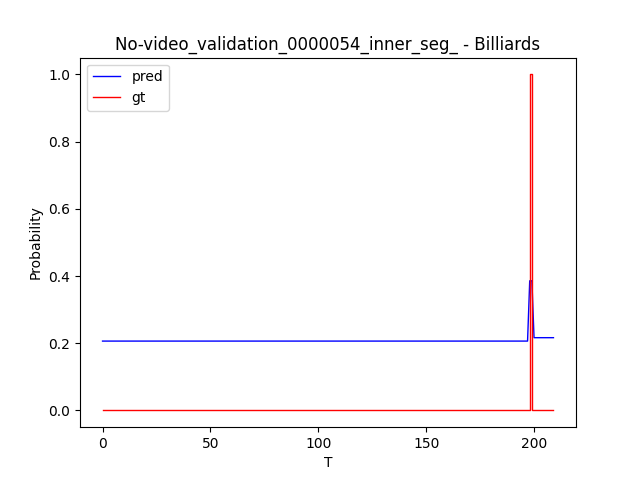 No-video_validation_0000054_inner_seg_ - Billiards
pred
gt
1.0
0.8
0.6
0.4
0.2
0.0
Probability
0
50
100
150
200
T